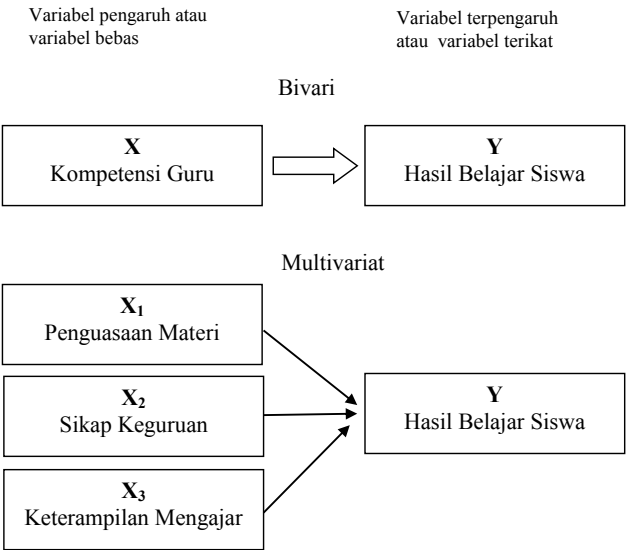 Variabel pengaruh atau
variabel bebas
Variabel terpengaruh
atau variabel terikat
Bivari
X
Kompetensi Guru
Y
Hasil Belajar Siswa
Multivariat
X₁
Penguasaan Materi
X₂
Sikap Keguruan
X₃
Keterampilan Mengajar
Y
Hasil Belajar Siswa